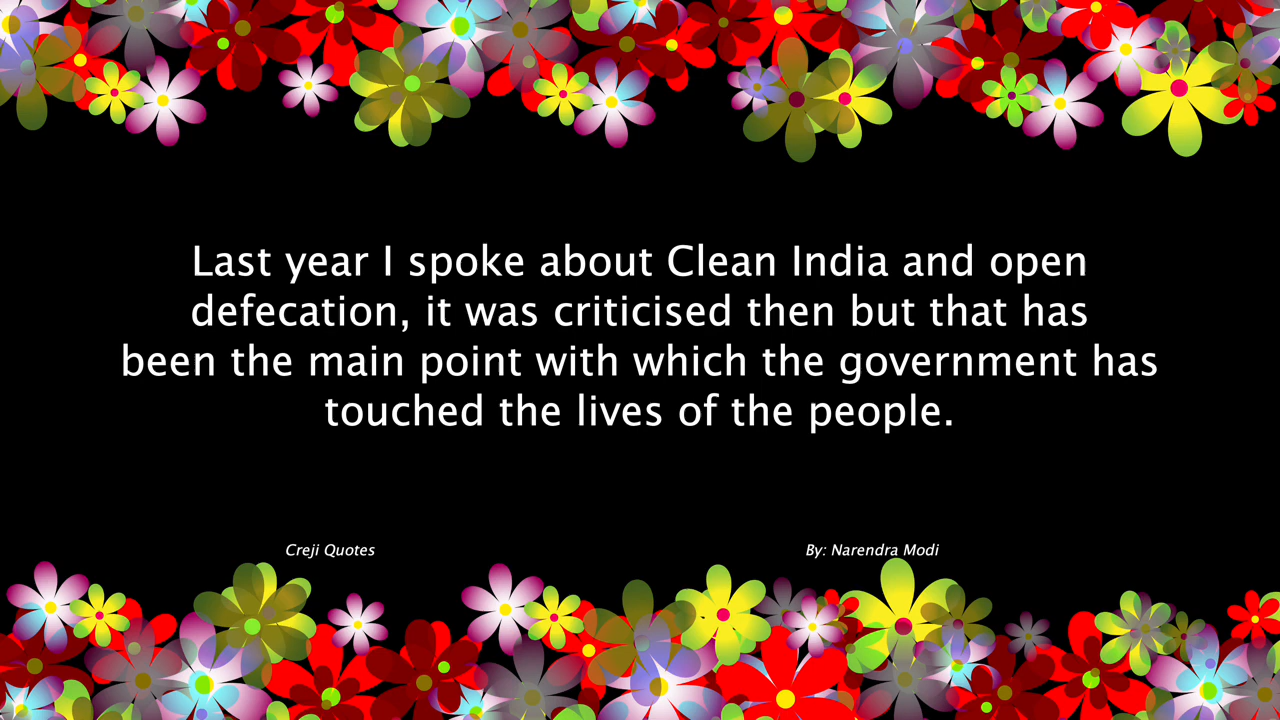 Last year I spoke about Clean India and open
defecation, it was criticised then but that has
been the main point with which the government has
touched the lives of the people.
Creji Quotes
By: Narendra Modi